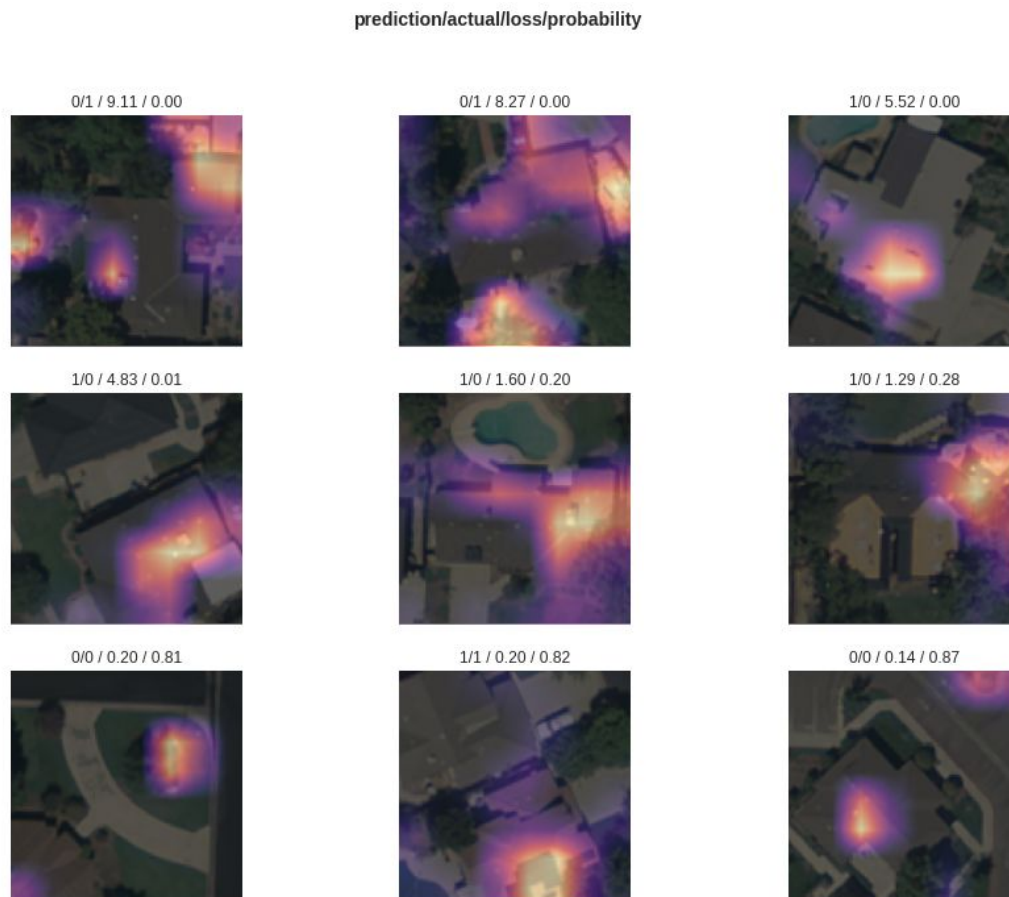 prediction/actual/loss/probability
0/1 / 9.11 / 0.00
0/1 / 8.27 / 0.00
1/0 / 5.52 / 0.00
1/0 / 4.83 / 0.01
1/0 / 1.60 / 0.20
1/0 / 1.29 / 0.28
0/0 / 0.20 / 0.81
1/1 / 0.20 / 0.82
0/0 / 0.14 / 0.87